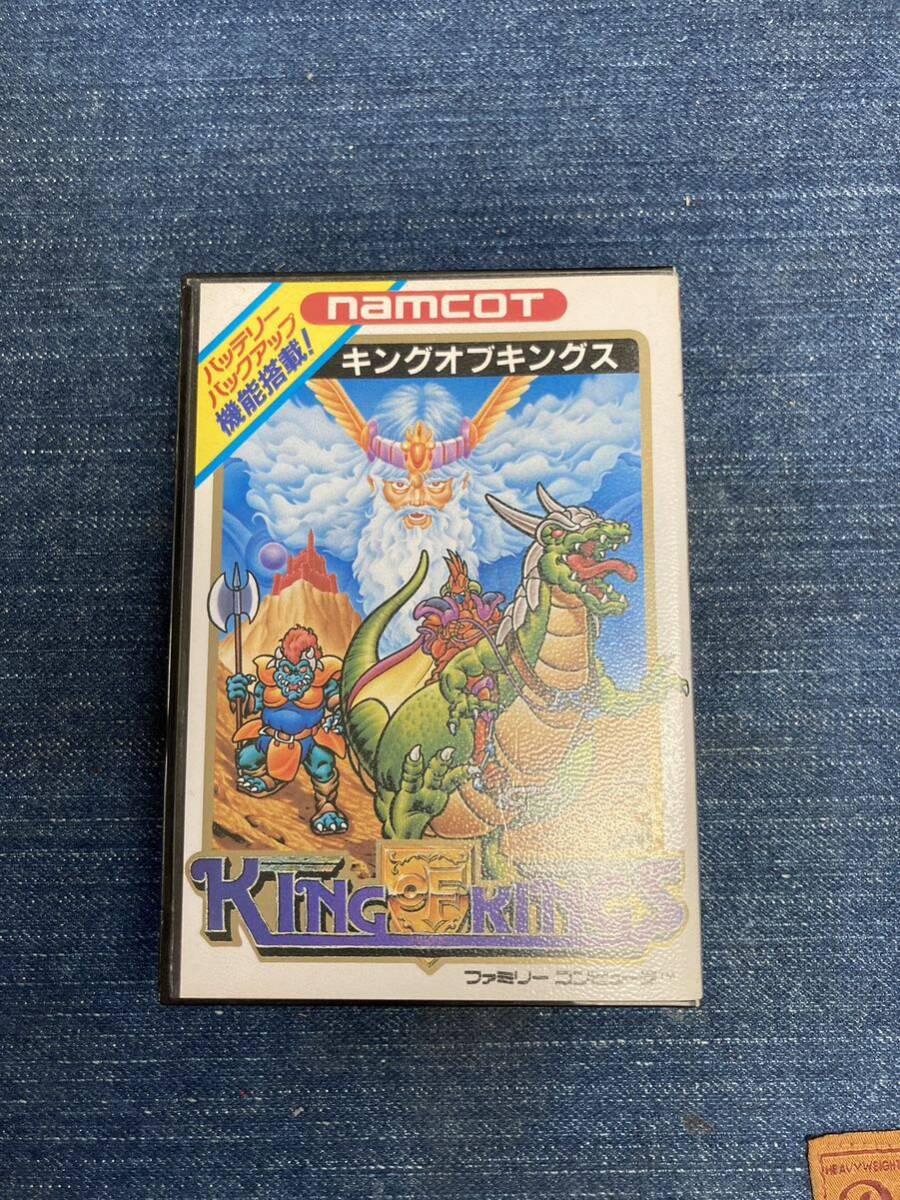 namcot
バッテリー
バックアップ
機能搭載!
キングオブキングス
KING OF KINGS
ファミリー コンピュータ
HEAVYWEIGHT